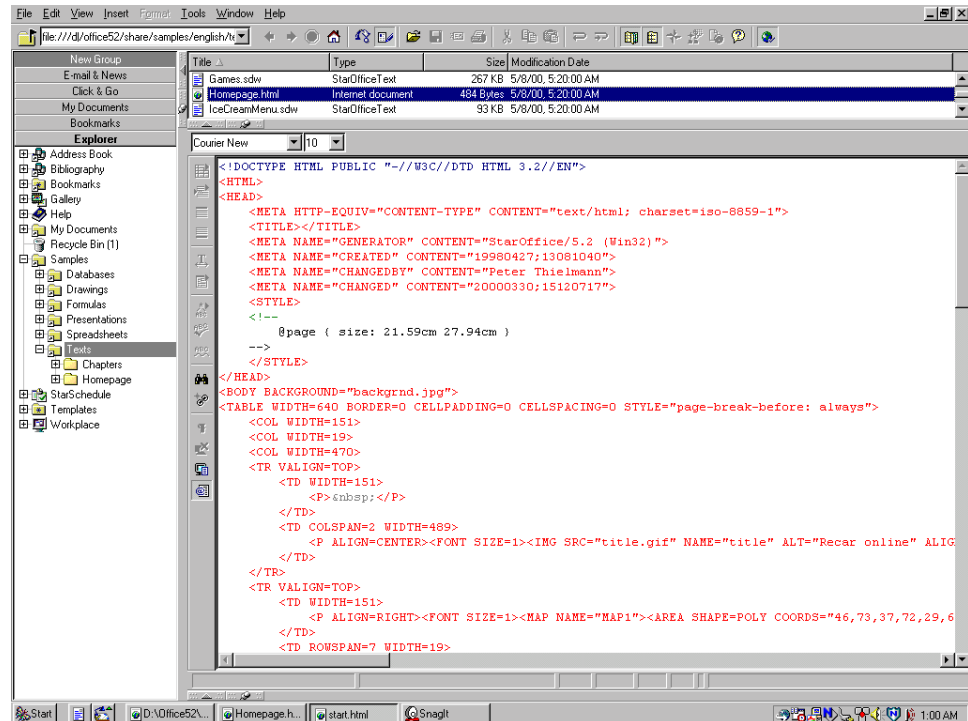 File Edit View Insert Format Tools Window Help
file:///d|/office52/share/samples/english/te
New Group
E-mail & News
Click & Go
My Documents
Bookmarks
Explorer
Address Book
Bibliography
Bookmarks
Gallery
Help
My Documents
Recycle Bin (1)
Samples
Databases
Drawings
Formulas
Presentations
Spreadsheets
Texts
Chapters
Homepage
StarSchedule
Templates
Workplace
Title Type Size Modification Date
Games.sdw StarOfficeText 267 KB 5/8/00, 5:20:00 AM
Homepage.html Internet document 484 Bytes 5/8/00, 5:20:00 AM
IceCreamMenu.sdw StarOfficeText 93 KB 5/8/00, 5:20:00 AM
Courier New 10
<!DOCTYPE HTML PUBLIC "-//W3C//DTD HTML 3.2//EN">
<HTML>
<HEAD>
<META HTTP-EQUIV="CONTENT-TYPE" CONTENT="text/html; charset=iso-8859-1">
<TITLE></TITLE>
<META NAME="GENERATOR" CONTENT="StarOffice/5.2 (Win32)">
<META NAME="CREATED" CONTENT="19980427;13081040">
<META NAME="CHANGEDBY" CONTENT="Peter Thielmann">
<META NAME="CHANGED" CONTENT="20000330;15120717">
<STYLE>
<!--
@page { size: 21.59cm 27.94cm }
-->
</STYLE>
</HEAD>
<BODY BACKGROUND="backgrnd.jpg">
<TABLE WIDTH=640 BORDER=0 CELLPADDING=0 CELLSPACING=0 STYLE="page-break-before: always">
<COL WIDTH=151>
<COL WIDTH=19>
<COL WIDTH=470>
<TR VALIGN=TOP>
<TD WIDTH=151>
<P>&nbsp;</P>
</TD>
<TD COLSPAN=2 WIDTH=489>
<P ALIGN=CENTER><FONT SIZE=1><IMG SRC="title.gif" NAME="title" ALT="Recar online" ALIG
</TD>
</TR>
<TR VALIGN=TOP>
<TD WIDTH=151>
<P ALIGN=RIGHT><FONT SIZE=1><MAP NAME="MAP1"><AREA SHAPE=POLY COORDS="46,73,37,72,29,6
</TD>
<TD ROWSPAN=7 WIDTH=19>
Start D:\Office52\... Homepage.h... start.html SnagIt 1:00 AM